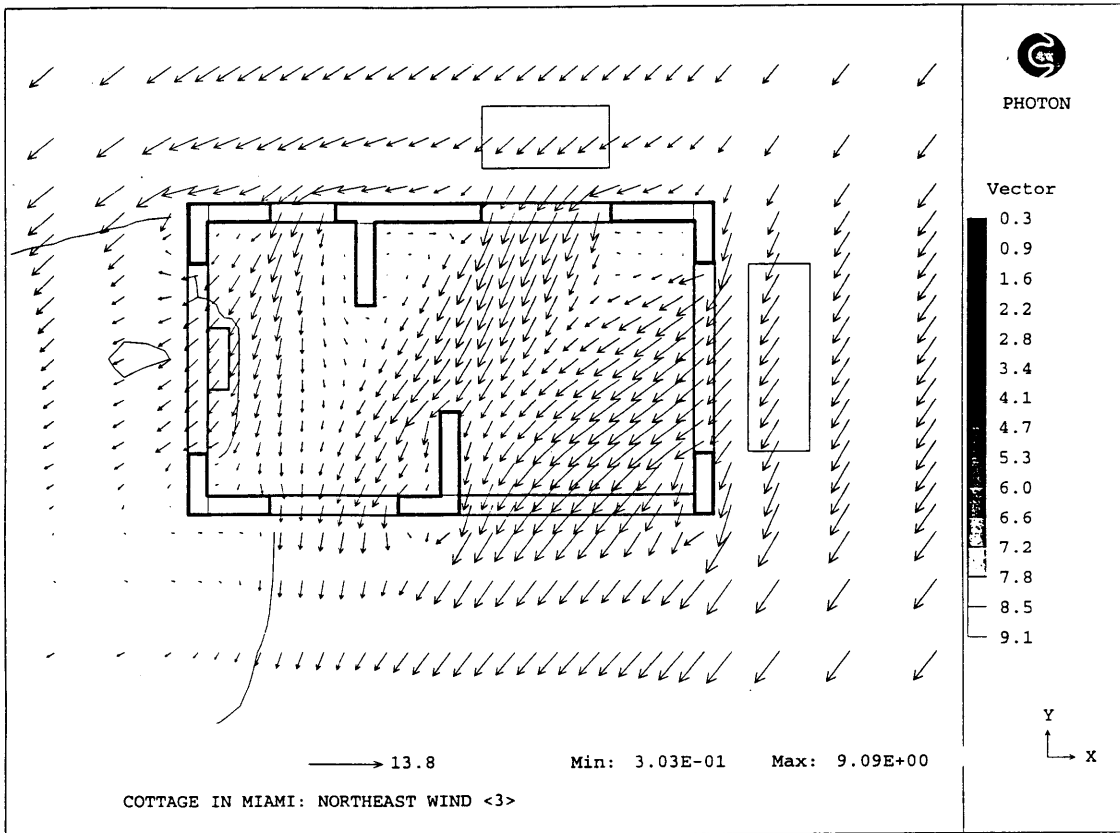 PHOTON
Vector
0.3
0.9
1.6
2.2
2.8
3.4
4.1
4.7
5.3
6.0
6.6
7.2
7.8
8.5
9.1
Y
X
13.8 Min: 3.03E-01 Max: 9.09E+00
COTTAGE IN MIAMI: NORTHEAST WIND <3>